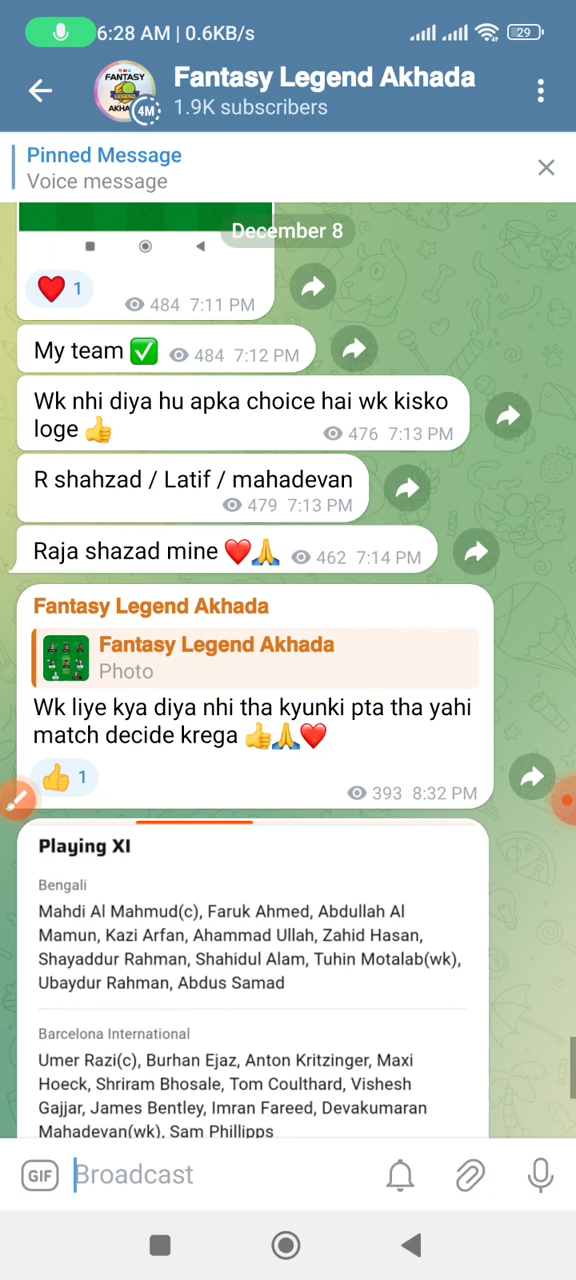 6:28 AM | 0.6KB/s
29
FANTASY
LEGEND
AKHA
4M
Fantasy Legend Akhada
1.9K subscribers
Pinned Message
Voice message
December 8
1
484 7:11 PM
My team ✅ 484 7:12 PM
Wk nhi diya hu apka choice hai wk kisko
loge 👍 476 7:13 PM
R shahzad / Latif / mahadevan
479 7:13 PM
Raja shazad mine ❤️🙏 462 7:14 PM
Fantasy Legend Akhada
Fantasy Legend Akhada
Photo
Wk liye kya diya nhi tha kyunki pta tha yahi
match decide krega 👍🙏❤️
👍 1
393 8:32 PM
Playing XI
Bengali
Mahdi Al Mahmud(c), Faruk Ahmed, Abdullah Al
Mamun, Kazi Arfan, Ahammad Ullah, Zahid Hasan,
Shayaddur Rahman, Shahidul Alam, Tuhin Motalab(wk),
Ubaydur Rahman, Abdus Samad
Barcelona International
Umer Razi(c), Burhan Ejaz, Anton Kritzinger, Maxi
Hoeck, Shriram Bhosale, Tom Coulthard, Vishesh
Gajjar, James Bentley, Imran Fareed, Devakumaran
Mahadevan(wk), Sam Phillipps
GIF
Broadcast